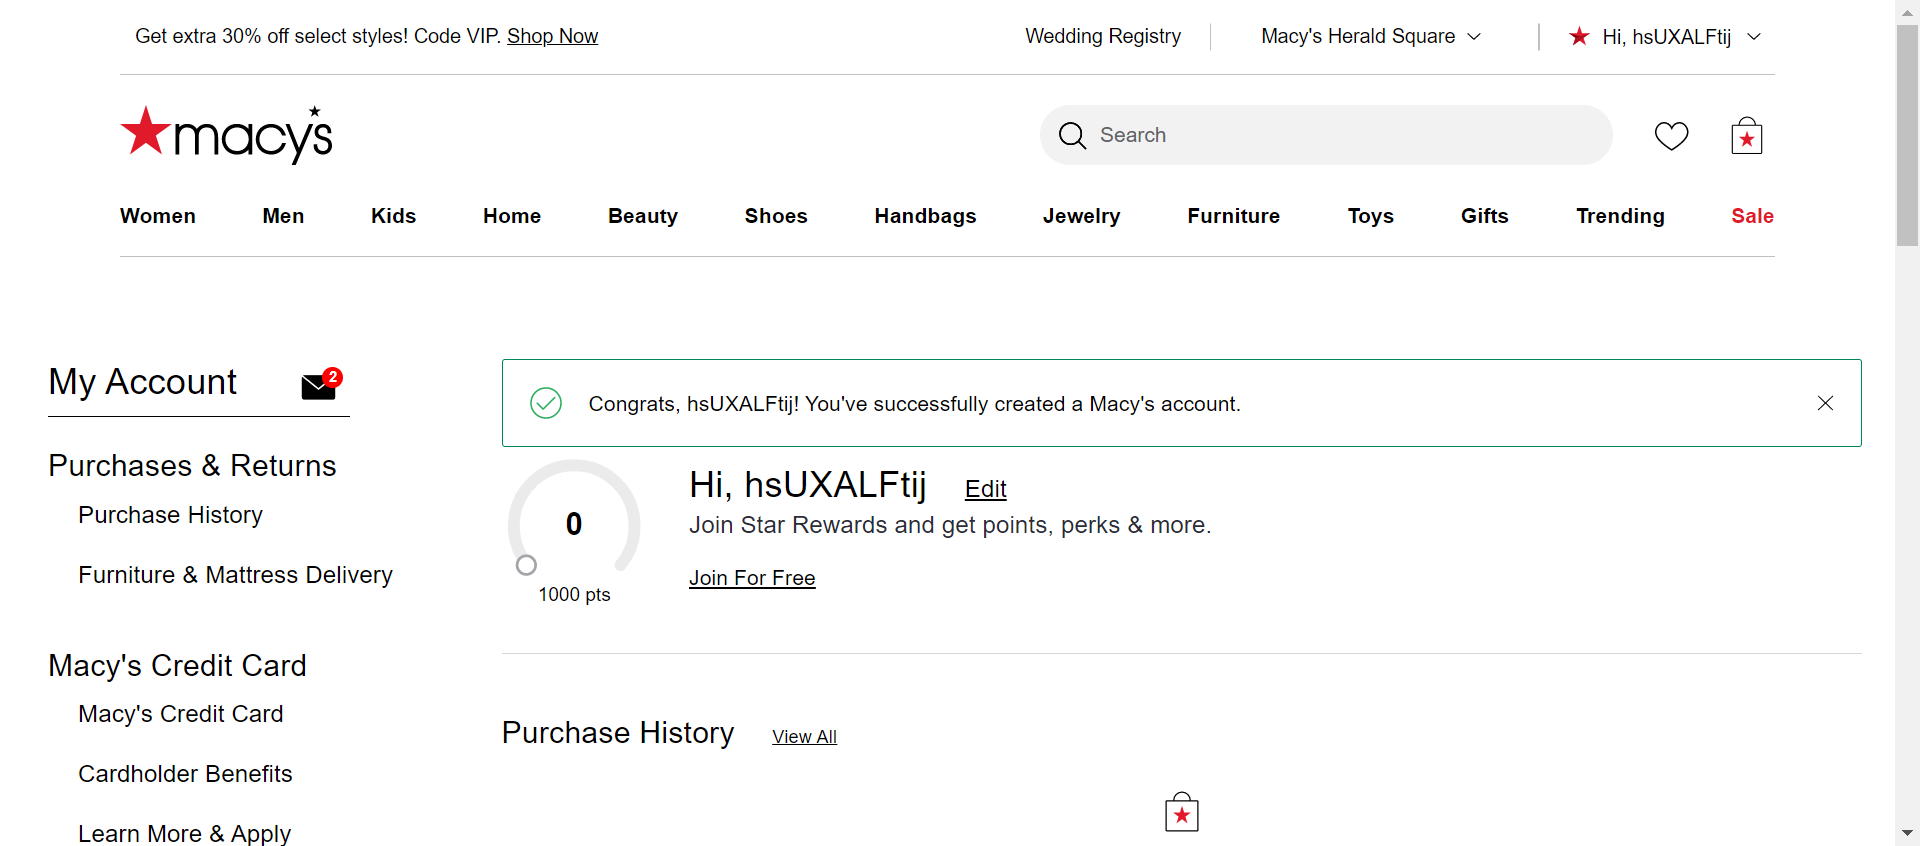 Get extra 30% off select styles! Code VIP. Shop Now
Wedding Registry
Macy's Herald Square
Hi, hsUXALFtij
macy's
Search
Women
Men
Kids
Home
Beauty
Shoes
Handbags
Jewelry
Furniture
Toys
Gifts
Trending
Sale
My Account
2
Purchases & Returns
Purchase History
Furniture & Mattress Delivery
Macy's Credit Card
Macy's Credit Card
Cardholder Benefits
Learn More & Apply
Congrats, hsUXALFtij! You've successfully created a Macy's account.
0
1000 pts
Hi, hsUXALFtij
Edit
Join Star Rewards and get points, perks & more.
Join For Free
Purchase History
View All